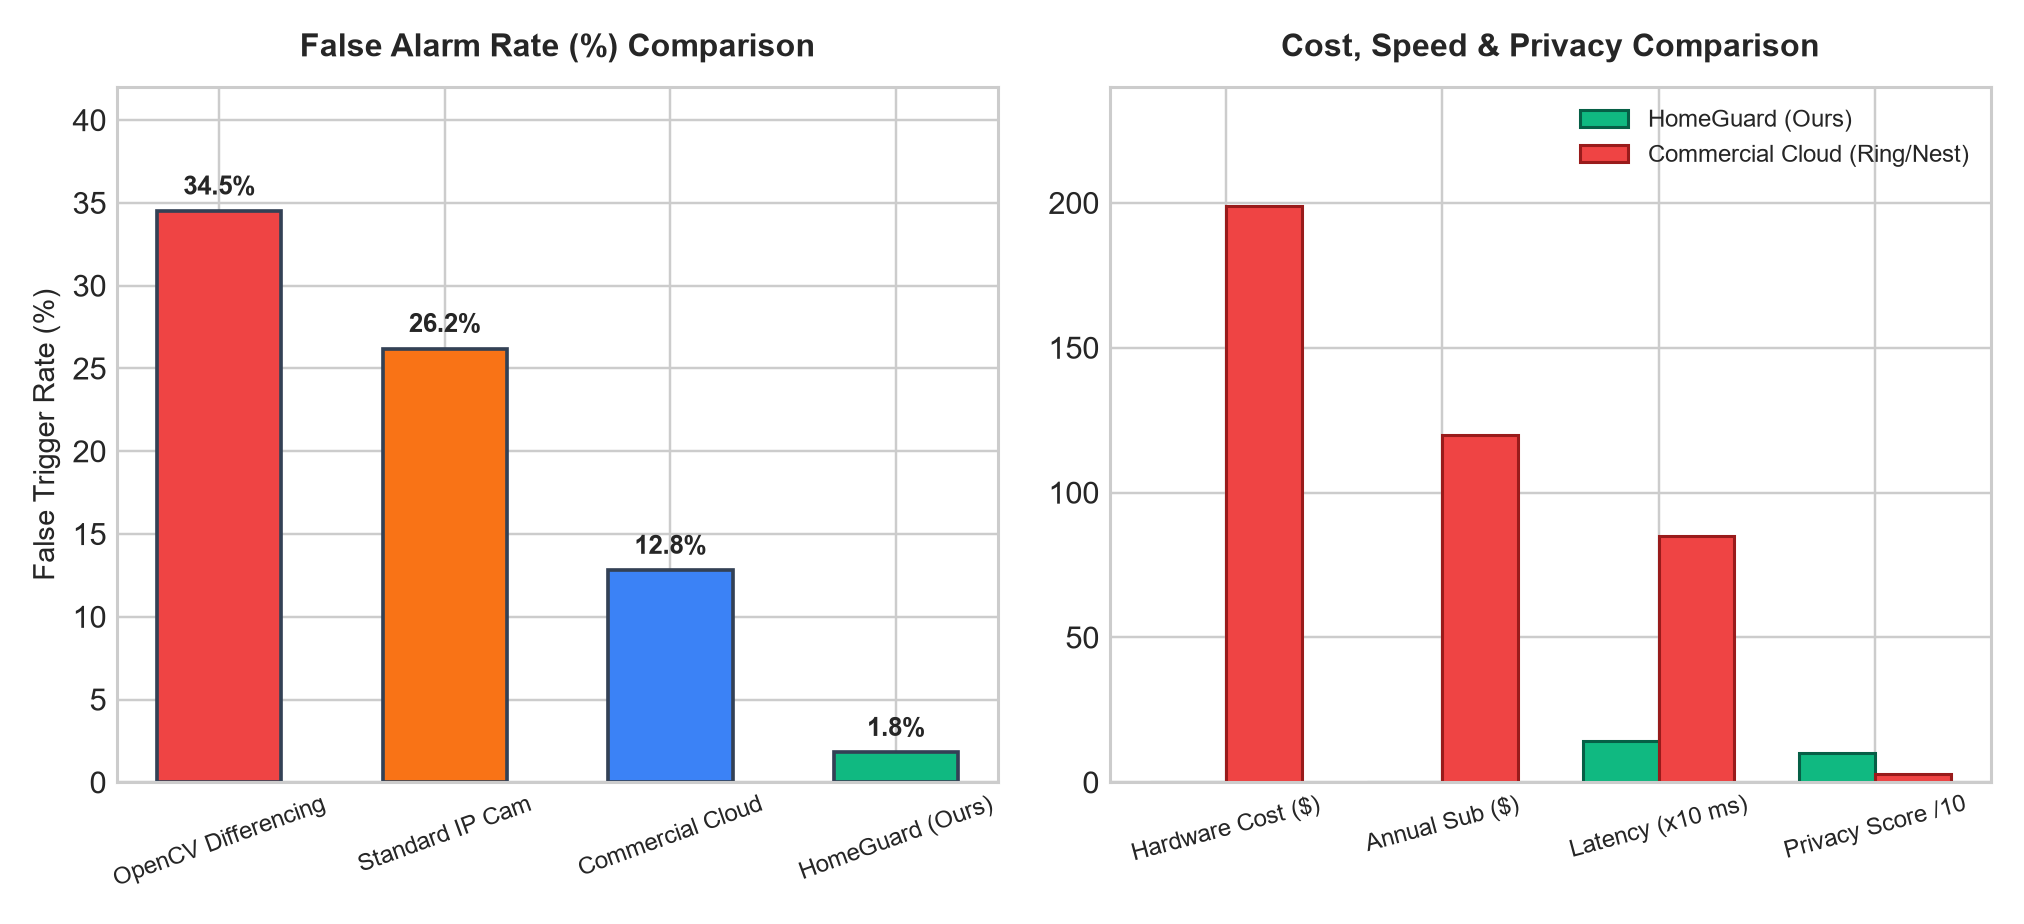 False Alarm Rate (%) Comparison
False Trigger Rate (%)
40
35
30
25
20
15
10
5
0
34.5%
26.2%
12.8%
1.8%
OpenCV Differencing
Standard IP Cam
Commercial Cloud
HomeGuard (Ours)
Cost, Speed & Privacy Comparison
HomeGuard (Ours)
Commercial Cloud (Ring/Nest)
200
150
100
50
0
Hardware Cost ($)
Annual Sub ($)
Latency (x10 ms)
Privacy Score /10